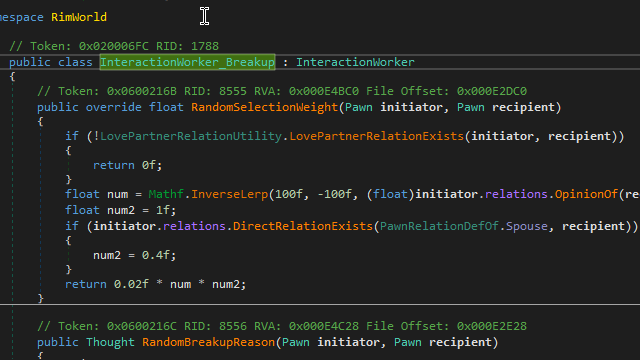 mespace RimWorld
// Token: 0x020006FC RID: 1788
public class InteractionWorker_Breakup : InteractionWorker
{
// Token: 0x0600216B RID: 8555 RVA: 0x000E4BC0 File Offset: 0x000E2DC0
public override float RandomSelectionWeight(Pawn initiator, Pawn recipient)
{
if (!LovePartnerRelationUtility.LovePartnerRelationExists(initiator, recipient))
{
return 0f;
}
float num = Mathf.InverseLerp(100f, -100f, (float)initiator.relations.OpinionOf(re
float num2 = 1f;
if (initiator.relations.DirectRelationExists(PawnRelationDefOf.Spouse, recipient))
{
num2 = 0.4f;
}
return 0.02f * num * num2;
}
// Token: 0x0600216C RID: 8556 RVA: 0x000E4C28 File Offset: 0x000E2E28
public Thought RandomBreakupReason(Pawn initiator, Pawn recipient)
{